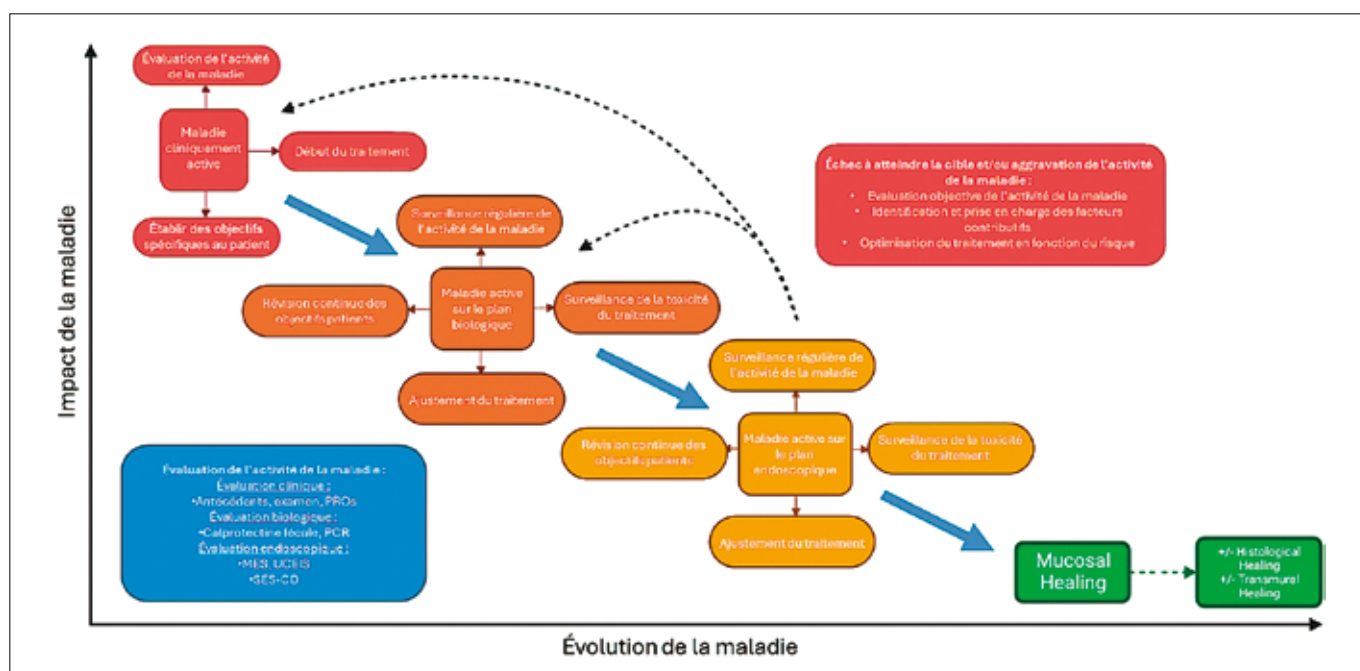 Impact de la maladie
Évaluation de l'activité
de la maladie
Maladie
cliniquement
active
Début du traitement
Établir des objectifs
spécifiques au patient
Surveillance régulière de
l'activité de la maladie
Révision continue des
objectifs patients
Maladie active
sur le plan
biologique
Surveillance de la toxicité
du traitement
Ajustement du traitement
Échec à atteindre la cible et/ou aggravation de l'activité
de la maladie :
• Evaluation objective de l'activité de la maladie
• Identification et prise en charge des facteurs
contributifs
• Optimisation du traitement en fonction du risque
Surveillance régulière de
l'activité de la maladie
Révision continue des
objectifs patients
Maladie active sur
le plan
endoscopique
Surveillance de la toxicité
du traitement
Ajustement du traitement
Évaluation de l'activité de la maladie :
Évaluation clinique :
•Antécédents, examen, PROs
Évaluation biologique :
•Calprotectine fécale, PCR
Évaluation endoscopique :
•MES, UCEIS
•SES-CD
Mucosal
Healing
+/- Histological
Healing
+/- Transmural
Healing
Évolution de la maladie